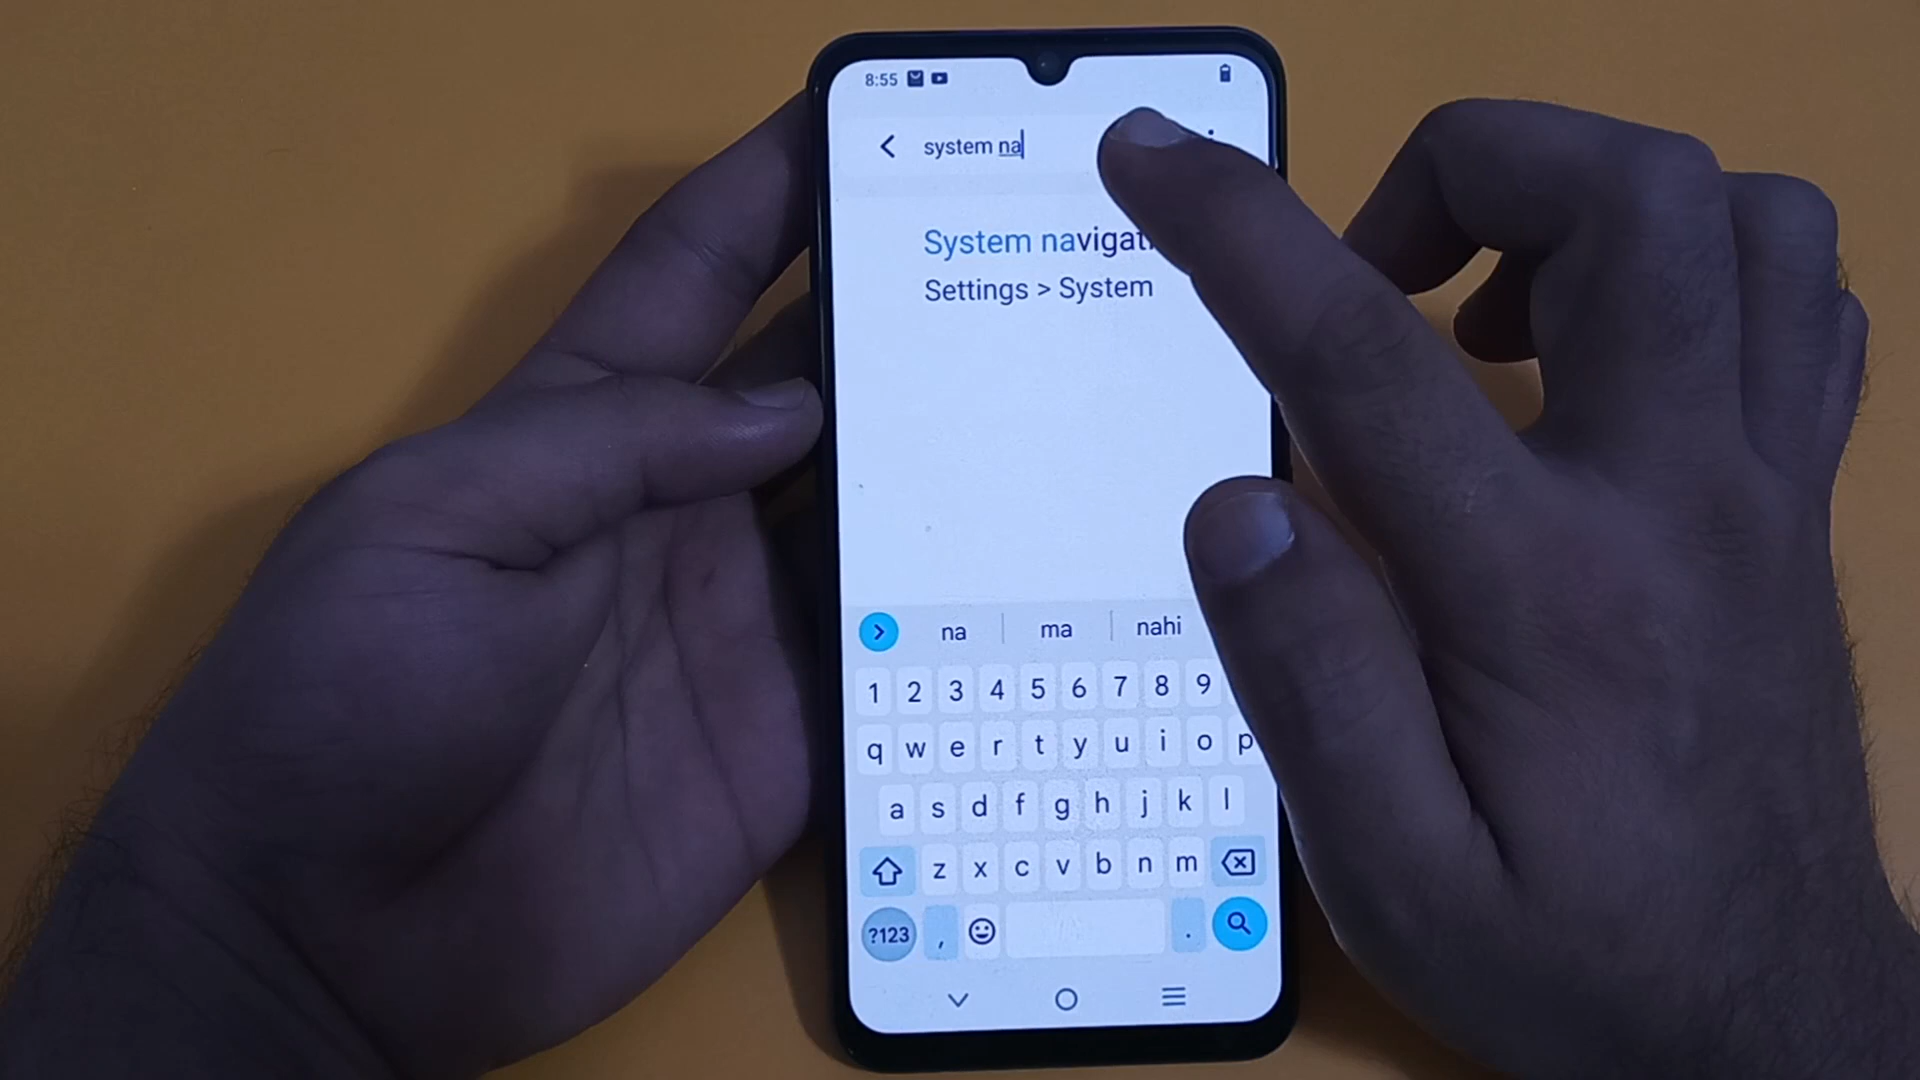 8:55
system na
System navigati
Settings > System
na ma nahi
1 2 3 4 5 6 7 8 9
q w e r t y u i o p
a s d f g h j k l
z x c v b n m
?123 , .